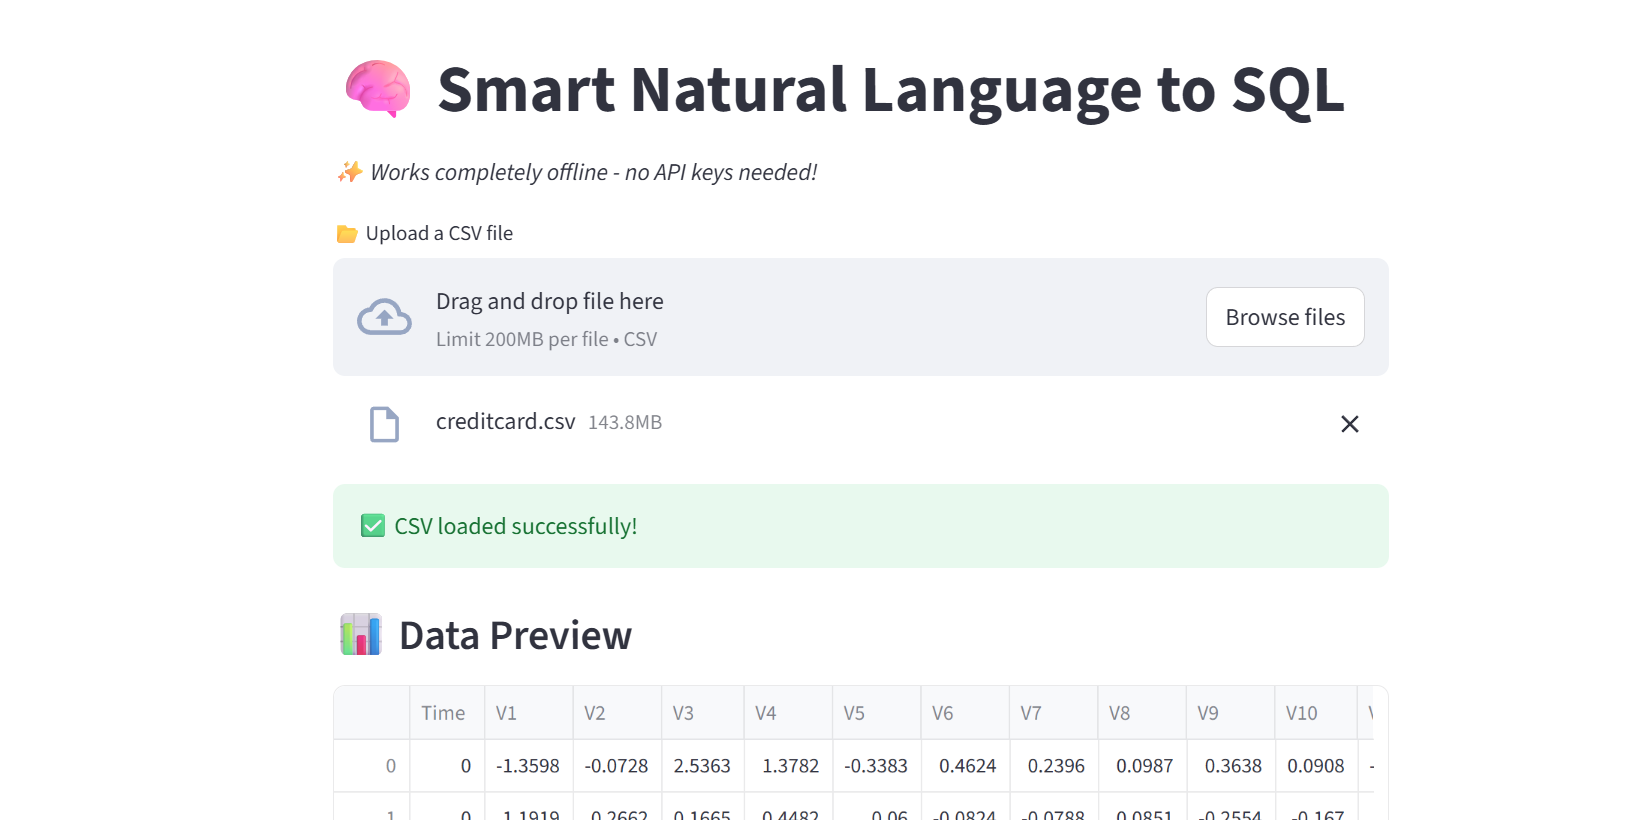 Smart Natural Language to SQL
Works completely offline - no API keys needed!
Upload a CSV file
Drag and drop file here
Limit 200MB per file • CSV
Browse files
creditcard.csv 143.8MB
CSV loaded successfully!
Data Preview
Time V1 V2 V3 V4 V5 V6 V7 V8 V9 V10
0 0 -1.3598 -0.0728 2.5363 1.3782 -0.3383 0.4624 0.2396 0.0987 0.3638 0.0908 -
1 0 1.1919 0.2662 0.1665 0.4482 0.06 -0.0824 -0.0788 0.0851 -0.2554 -0.167